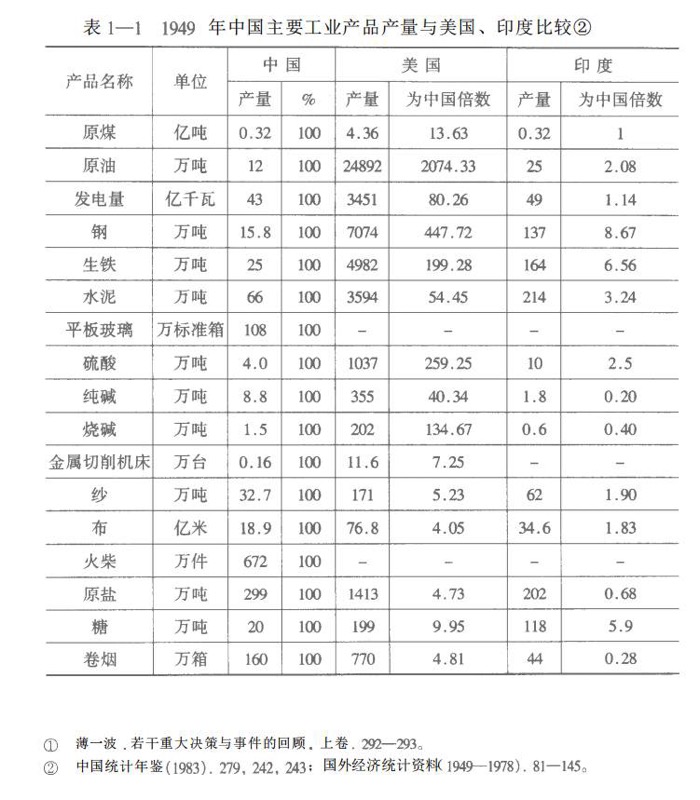 表 1—1 1949 年中国主要工业产品产量与美国、印度比较②
产品名称 单位 中国 美国 印度
产量 % 产量 为中国倍数 产量 为中国倍数
原煤 亿吨 0.32 100 4.36 13.63 0.32 1
原油 万吨 12 100 24892 2074.33 25 2.08
发电量 亿千瓦 43 100 3451 80.26 49 1.14
钢 万吨 15.8 100 7074 447.72 137 8.67
生铁 万吨 25 100 4982 199.28 164 6.56
水泥 万吨 66 100 3594 54.45 214 3.24
平板玻璃 万标准箱 108 100 – – – –
硫酸 万吨 4.0 100 1037 259.25 10 2.5
纯碱 万吨 8.8 100 355 40.34 1.8 0.20
烧碱 万吨 1.5 100 202 134.67 0.6 0.40
金属切削机床 万台 0.16 100 11.6 7.25 – –
纱 万吨 32.7 100 171 5.23 62 1.90
布 亿米 18.9 100 76.8 4.05 34.6 1.83
火柴 万件 672 100 – – – –
原盐 万吨 299 100 1413 4.73 202 0.68
糖 万吨 20 100 199 9.95 118 5.9
卷烟 万箱 160 100 770 4.81 44 0.28
① 薄一波．若干重大决策与事件的回顾．上卷．292—293。
② 中国统计年鉴(1983)．279, 242, 243；国外经济统计资料(1949—1978)．81—145。